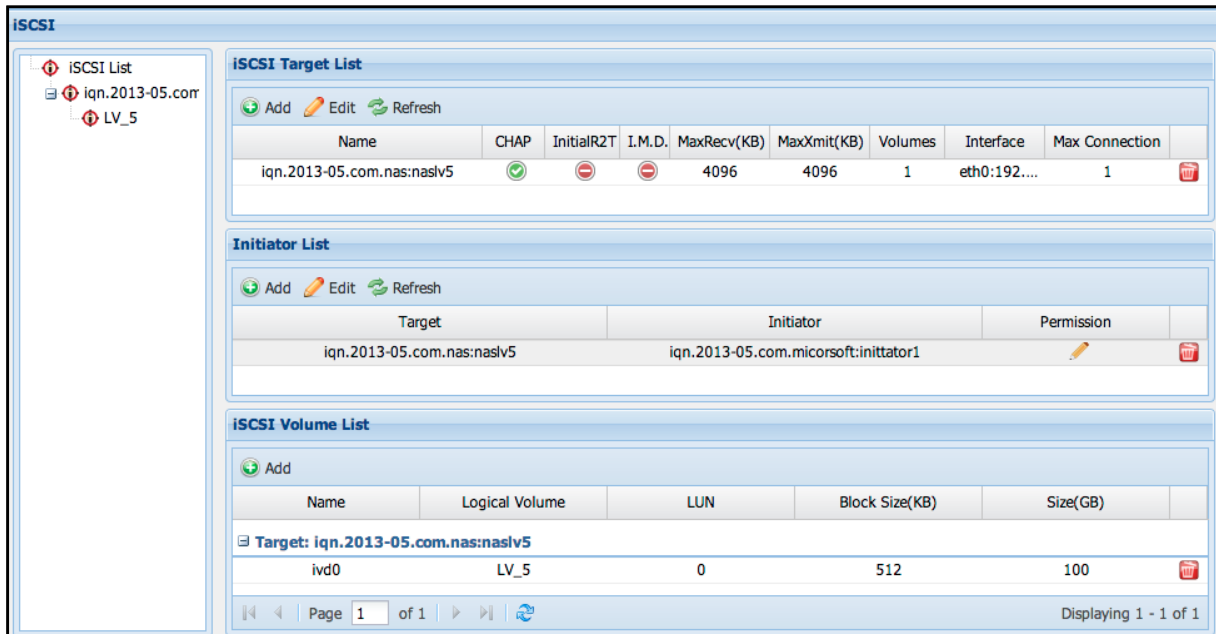 iSCSI
iSCSI List
iqn.2013-05.com
LV_5
iSCSI Target List
Add Edit Refresh
Name CHAP InitialR2T I.M.D. MaxRecv(KB) MaxXmit(KB) Volumes Interface Max Connection
iqn.2013-05.com.nas:naslv5 4096 4096 1 eth0:192.... 1
Initiator List
Add Edit Refresh
Target Initiator Permission
iqn.2013-05.com.nas:naslv5 iqn.2013-05.com.micorsoft:inittator1
iSCSI Volume List
Add
Name Logical Volume LUN Block Size(KB) Size(GB)
Target: iqn.2013-05.com.nas:naslv5
ivd0 LV_5 0 512 100
Page 1 of 1 Displaying 1 - 1 of 1